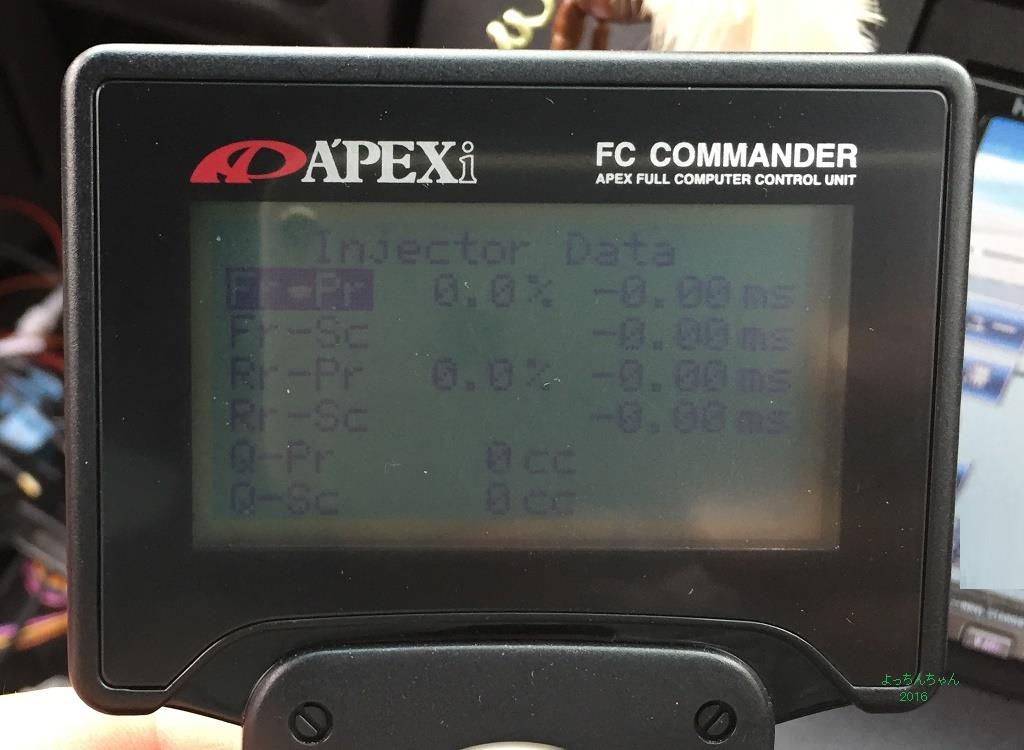 A'PEXi
FC COMMANDER
APEX FULL COMPUTER CONTROL UNIT
Injector Data
Fr-Pr 0.0% -0.00ms
Fr-Sc -0.00ms
Rr-Pr 0.0% -0.00ms
Rr-Sc -0.00ms
Q-Pr 0cc
Q-Sc 0cc
よっちんちゃん
2016